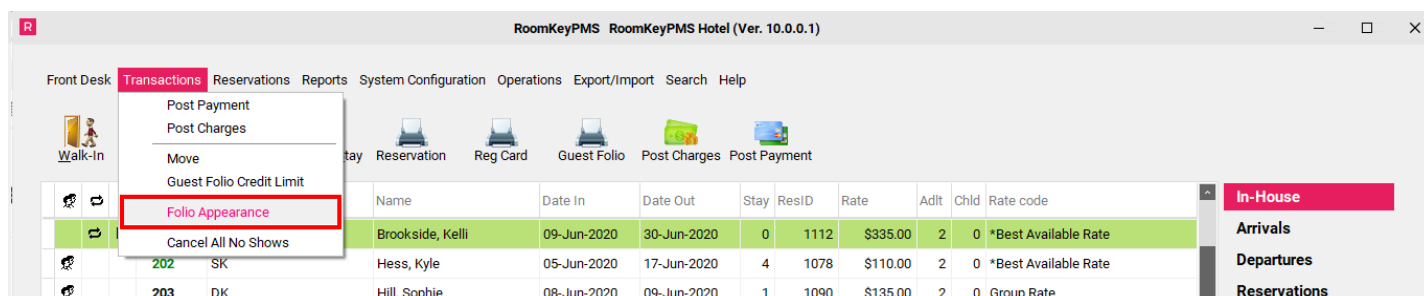 R
RoomKeyPMS RoomKeyPMS Hotel (Ver. 10.0.0.1)
Front Desk Transactions Reservations Reports System Configuration Operations Export/Import Search Help
Post Payment
Post Charges
Move
Guest Folio Credit Limit
Folio Appearance
Cancel All No Shows
Walk-In tay Reservation Reg Card Guest Folio Post Charges Post Payment
Name Date In Date Out Stay ResID Rate Adlt Chld Rate code
Brookside, Kelli 09-Jun-2020 30-Jun-2020 0 1112 $335.00 2 0 *Best Available Rate
202 SK Hess, Kyle 05-Jun-2020 17-Jun-2020 4 1078 $110.00 2 0 *Best Available Rate
203 DK Hill, Sophie 08-Jun-2020 09-Jun-2020 1 1090 $135.00 2 0 Group Rate
In-House
Arrivals
Departures
Reservations